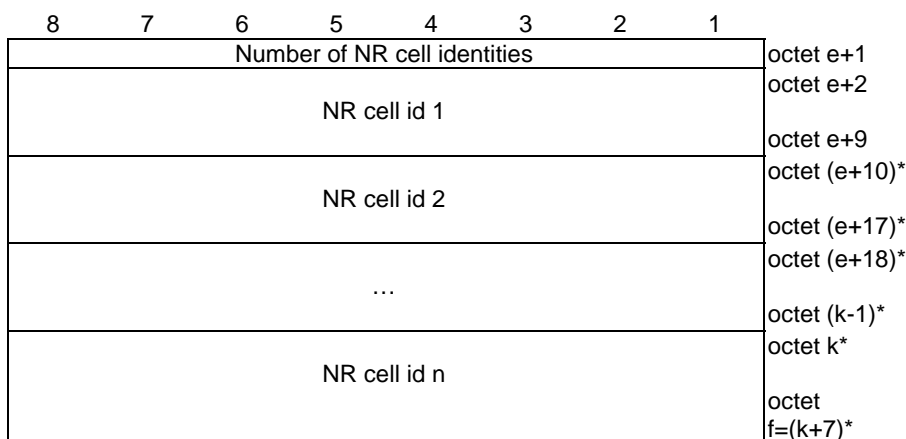 8 7 6 5 4 3 2 1
Number of NR cell identities octet e+1
octet e+2
NR cell id 1
octet e+9
octet (e+10)*
NR cell id 2
octet (e+17)*
octet (e+18)*
…
octet (k-1)*
octet k*
NR cell id n
octet
f=(k+7)*